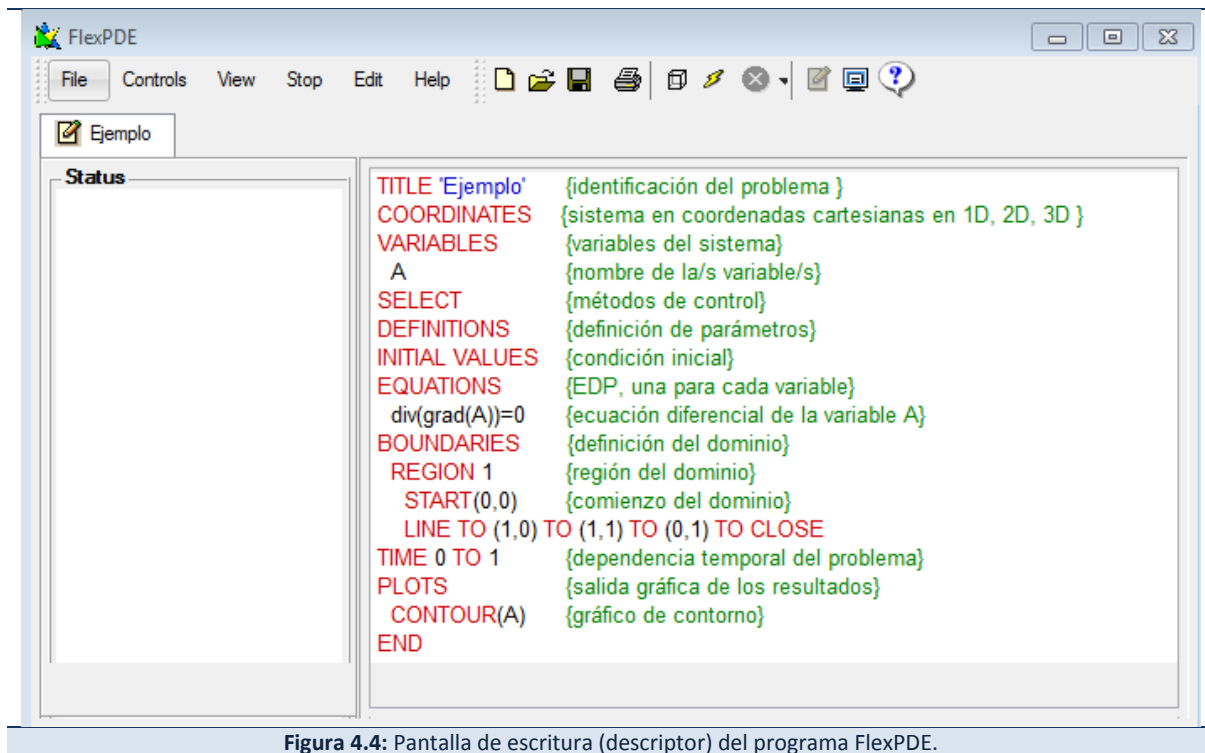 FlexPDE
File Controls View Stop Edit Help
Ejemplo
Status
TITLE 'Ejemplo' {identificación del problema }
COORDINATES {sistema en coordenadas cartesianas en 1D, 2D, 3D }
VARIABLES {variables del sistema}
A {nombre de la/s variable/s}
SELECT {métodos de control}
DEFINITIONS {definición de parámetros}
INITIAL VALUES {condición inicial}
EQUATIONS {EDP, una para cada variable}
div(grad(A))=0 {ecuación diferencial de la variable A}
BOUNDARIES {definición del dominio}
REGION 1 {región del dominio}
START(0,0) {comienzo del dominio}
LINE TO (1,0) TO (1,1) TO (0,1) TO CLOSE
TIME 0 TO 1 {dependencia temporal del problema}
PLOTS {salida gráfica de los resultados}
CONTOUR(A) {gráfico de contorno}
END
Figura 4.4: Pantalla de escritura (descriptor) del programa FlexPDE.